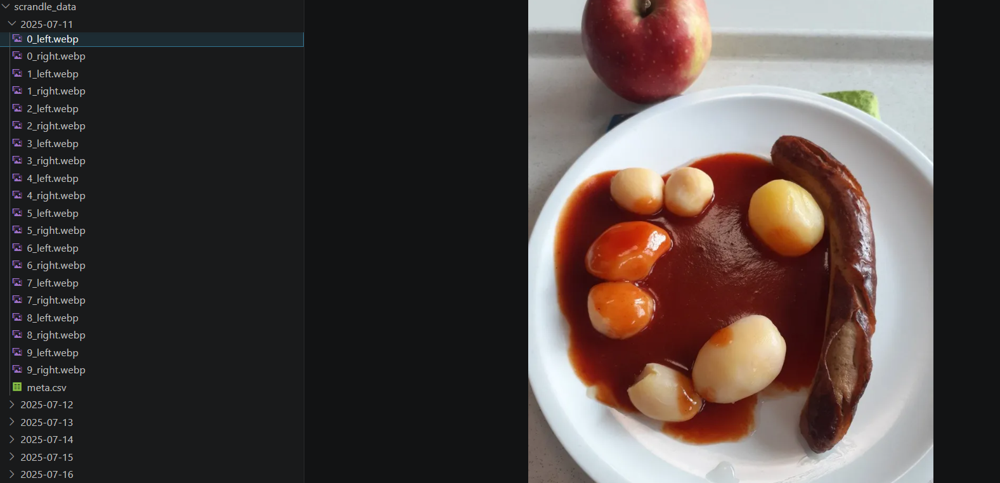 scrandle_data
2025-07-11
0_left.webp
0_right.webp
1_left.webp
1_right.webp
2_left.webp
2_right.webp
3_left.webp
3_right.webp
4_left.webp
4_right.webp
5_left.webp
5_right.webp
6_left.webp
6_right.webp
7_left.webp
7_right.webp
8_left.webp
8_right.webp
9_left.webp
9_right.webp
meta.csv
2025-07-12
2025-07-13
2025-07-14
2025-07-15
2025-07-16